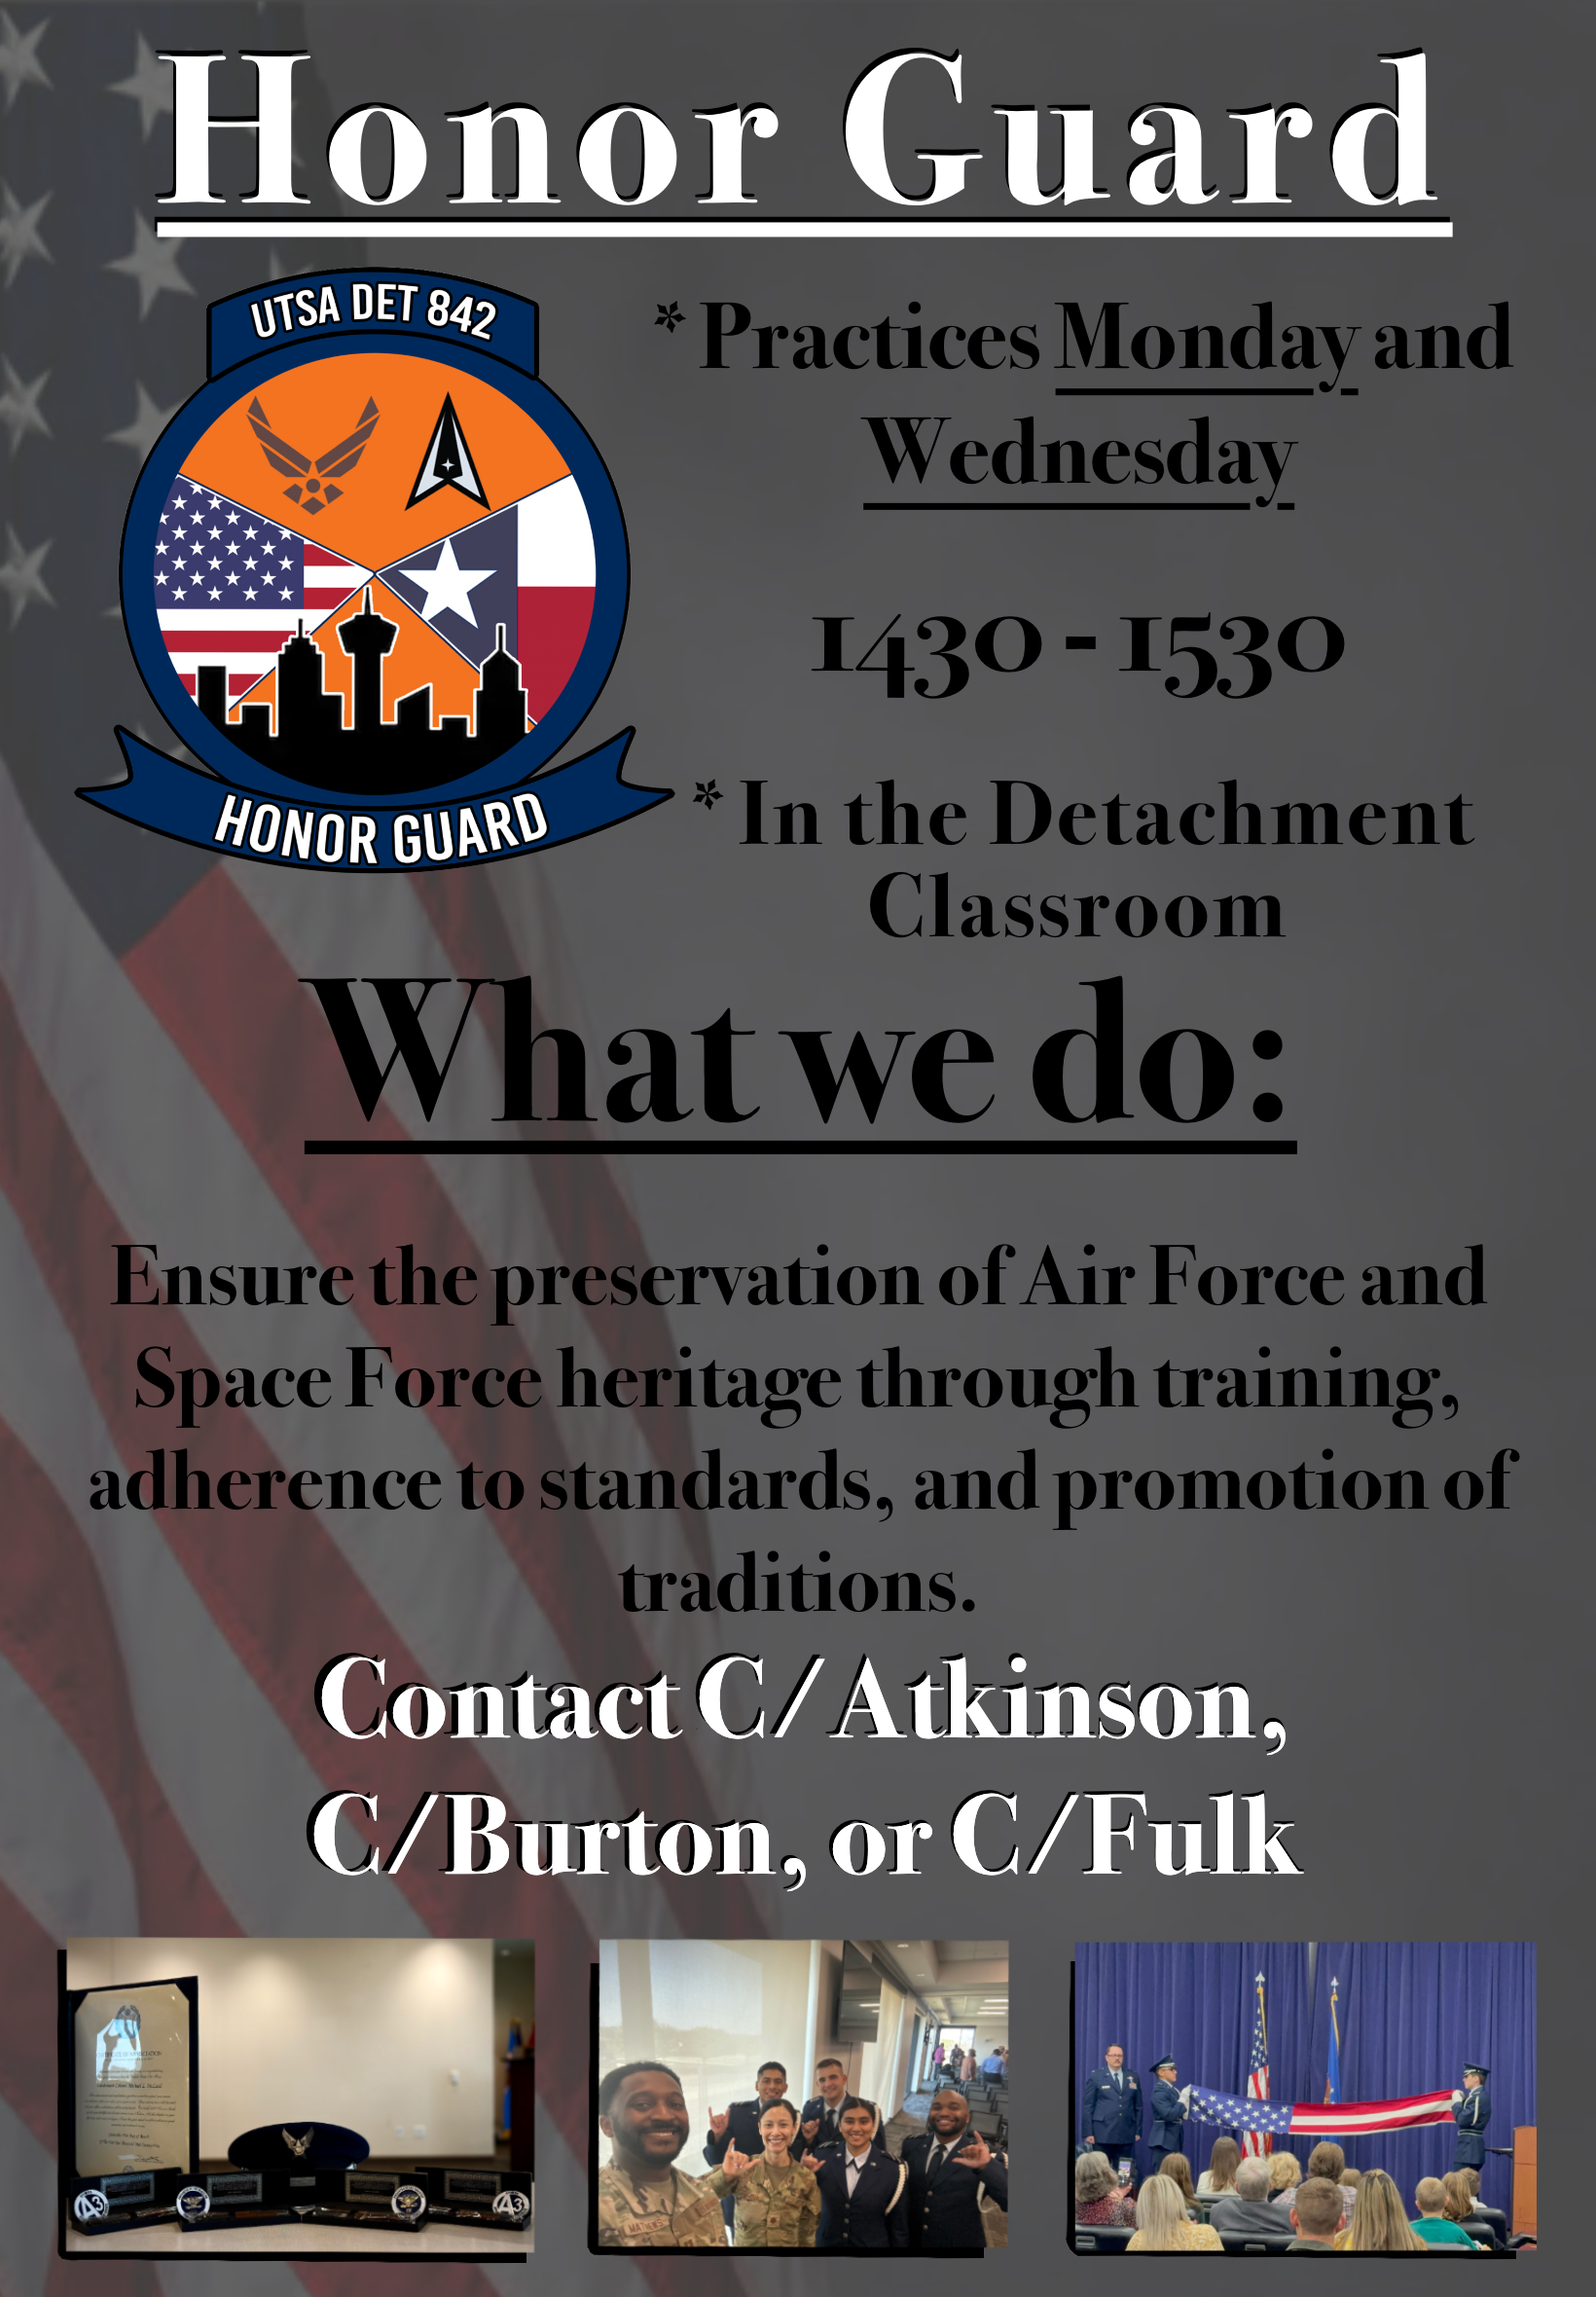 Honor Guard
UTSA DET 842
HONOR GUARD
* Practices Monday and
Wednesday
1430 - 1530
* In the Detachment
Classroom
What we do:
Ensure the preservation of Air Force and
Space Force heritage through training,
adherence to standards, and promotion of
traditions.
Contact C/Atkinson,
C/Burton, or C/Fulk